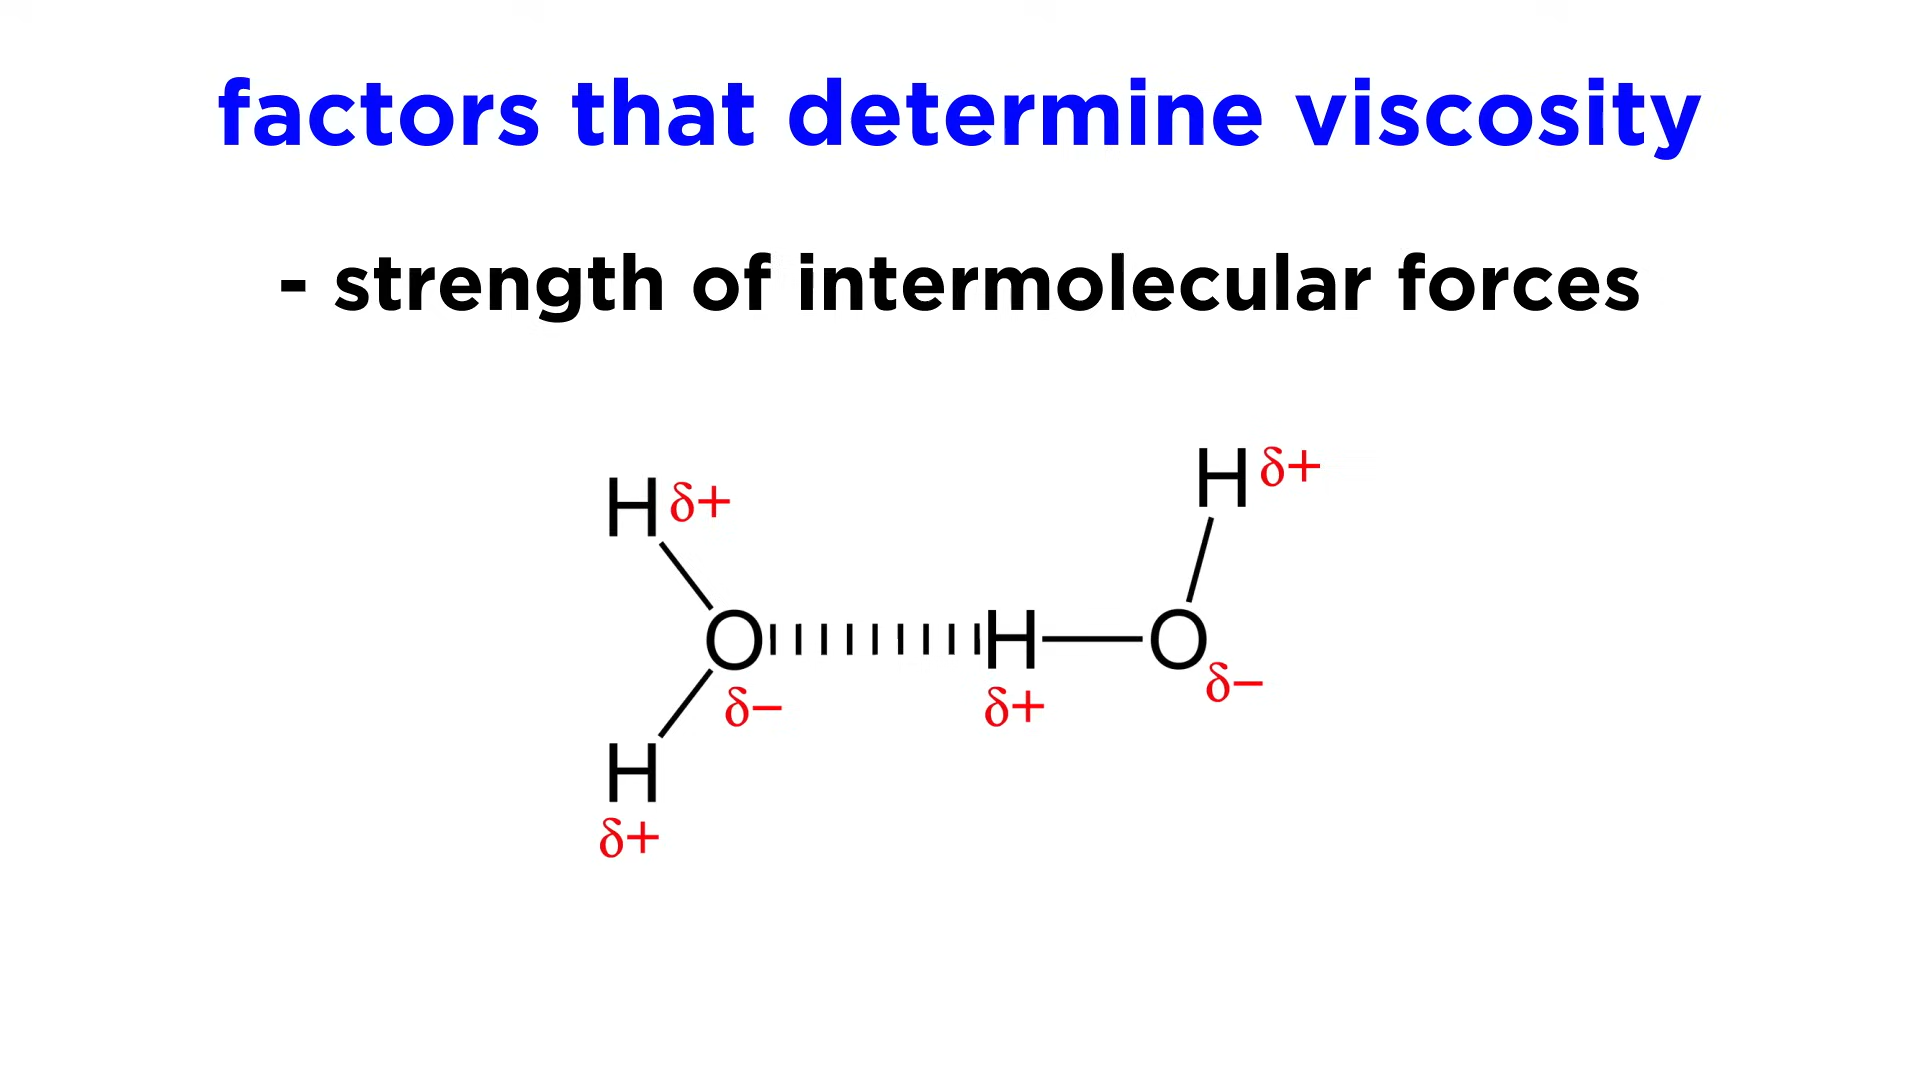 factors that determine viscosity
- strength of intermolecular forces
H δ+
H δ+
O H O
δ− δ+ δ−
H
δ+